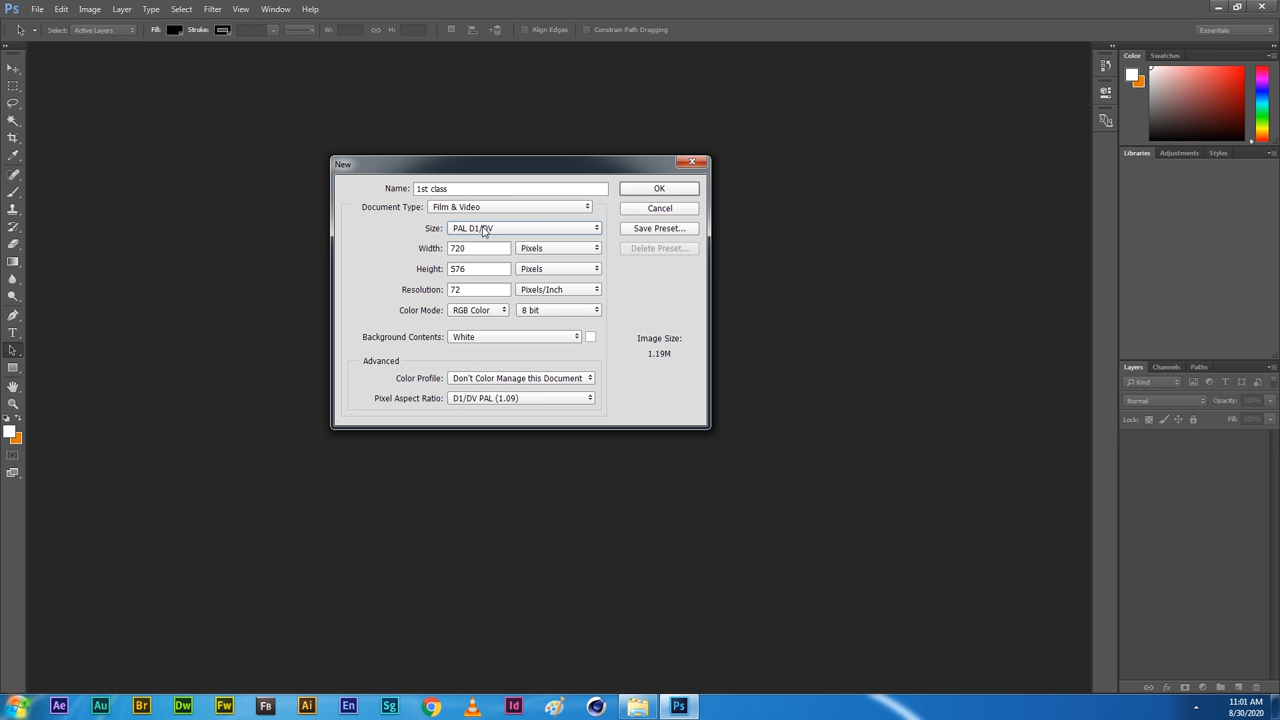 Ps File Edit Image Layer Type Select Filter View Window Help
Select: Active Layers Fill: Stroke: W: H: Align Edges Constrain Path Dragging Essentials
Color Swatches
Libraries Adjustments Styles
New
Name: 1st class OK
Document Type: Film & Video Cancel
Size: PAL D1/DV Save Preset...
Width: 720 Pixels Delete Preset...
Height: 576 Pixels
Resolution: 72 Pixels/Inch
Color Mode: RGB Color 8 bit
Background Contents: White
Image Size:
1.19M
Advanced
Color Profile: Don't Color Manage this Document
Pixel Aspect Ratio: D1/DV PAL (1.09)
Layers Channels Paths
Kind
Normal Opacity: 100%
Lock: Fill: 100%
Ae Au Br Dw Fw FB Ai En Sg Id Ps
11:01 AM
8/30/2020